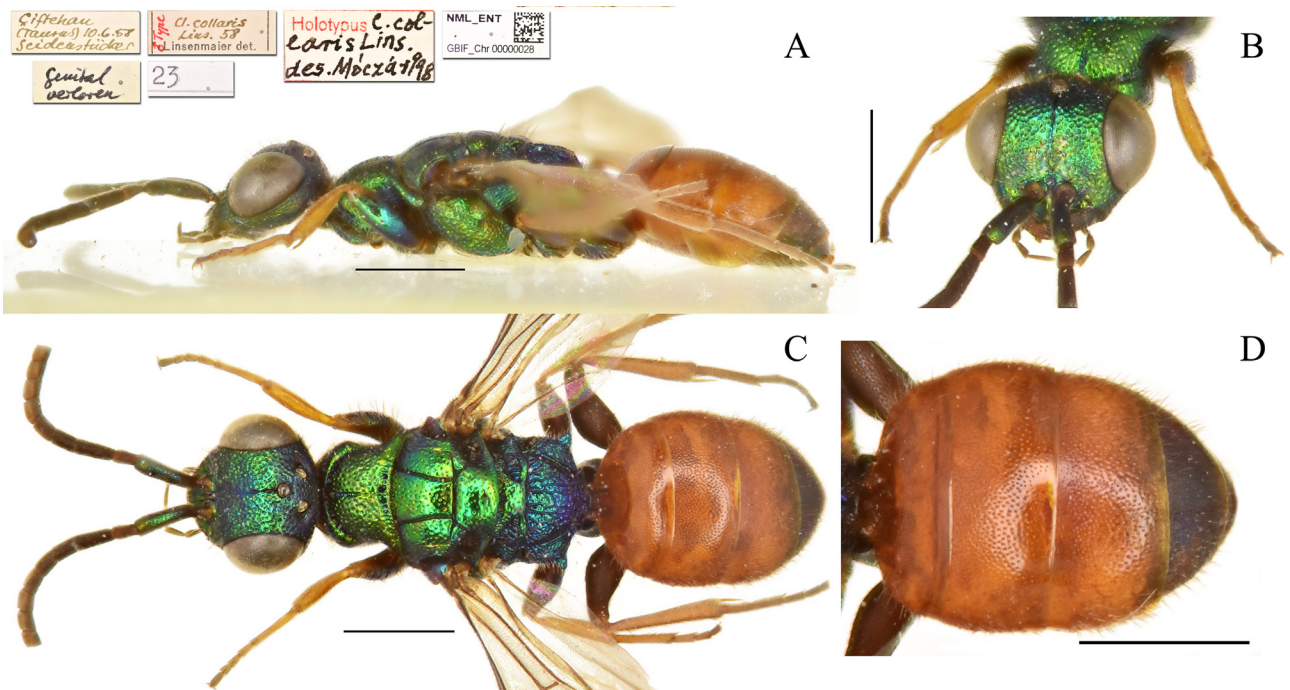 Çiftehan
(Taurus) 10.6.58
Seidenstücker
♂ Type
Cl. collaris
Lins. 58
Linsenmaier det.
Holotypus C. col-
laris Lins.
des. Móczár 1998
NML_ENT
GBIF_Chr 00000028
Genital
verloren
23
A
B
C
D